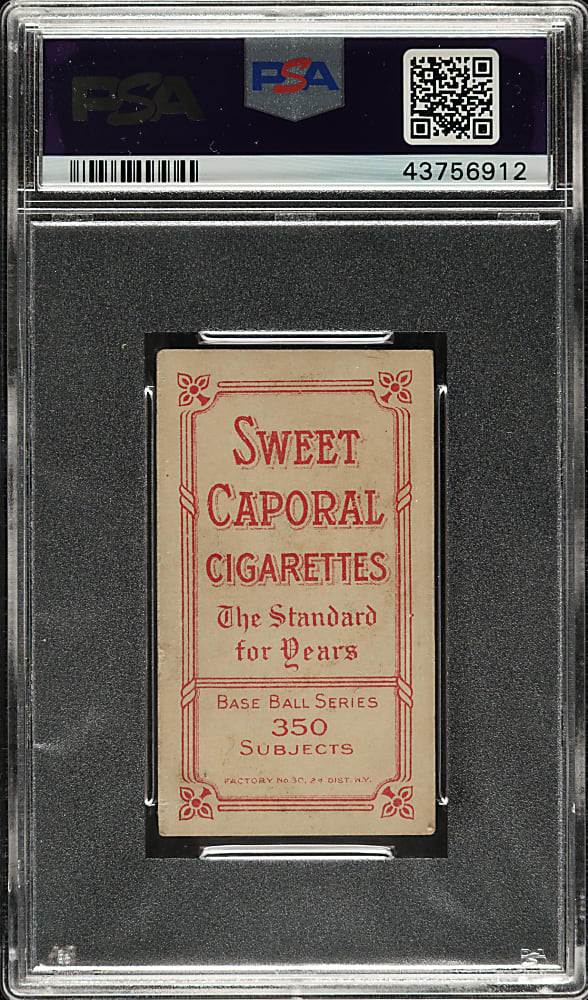 PSA
PSA
43756912
SWEET
CAPORAL
CIGARETTES
The Standard
for Years
BASE BALL SERIES
350
SUBJECTS
FACTORY No. 30, 2d DIST. N.Y.